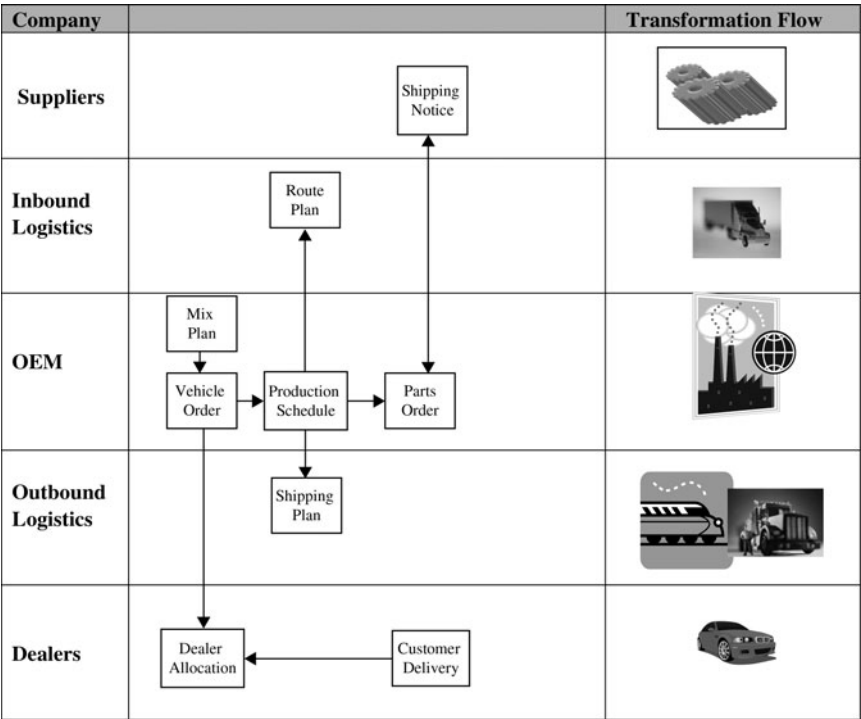 Company
Transformation Flow
Suppliers
Shipping
Notice
Inbound
Logistics
Route
Plan
OEM
Mix
Plan
Vehicle
Order
Production
Schedule
Parts
Order
Outbound
Logistics
Shipping
Plan
Dealers
Dealer
Allocation
Customer
Delivery